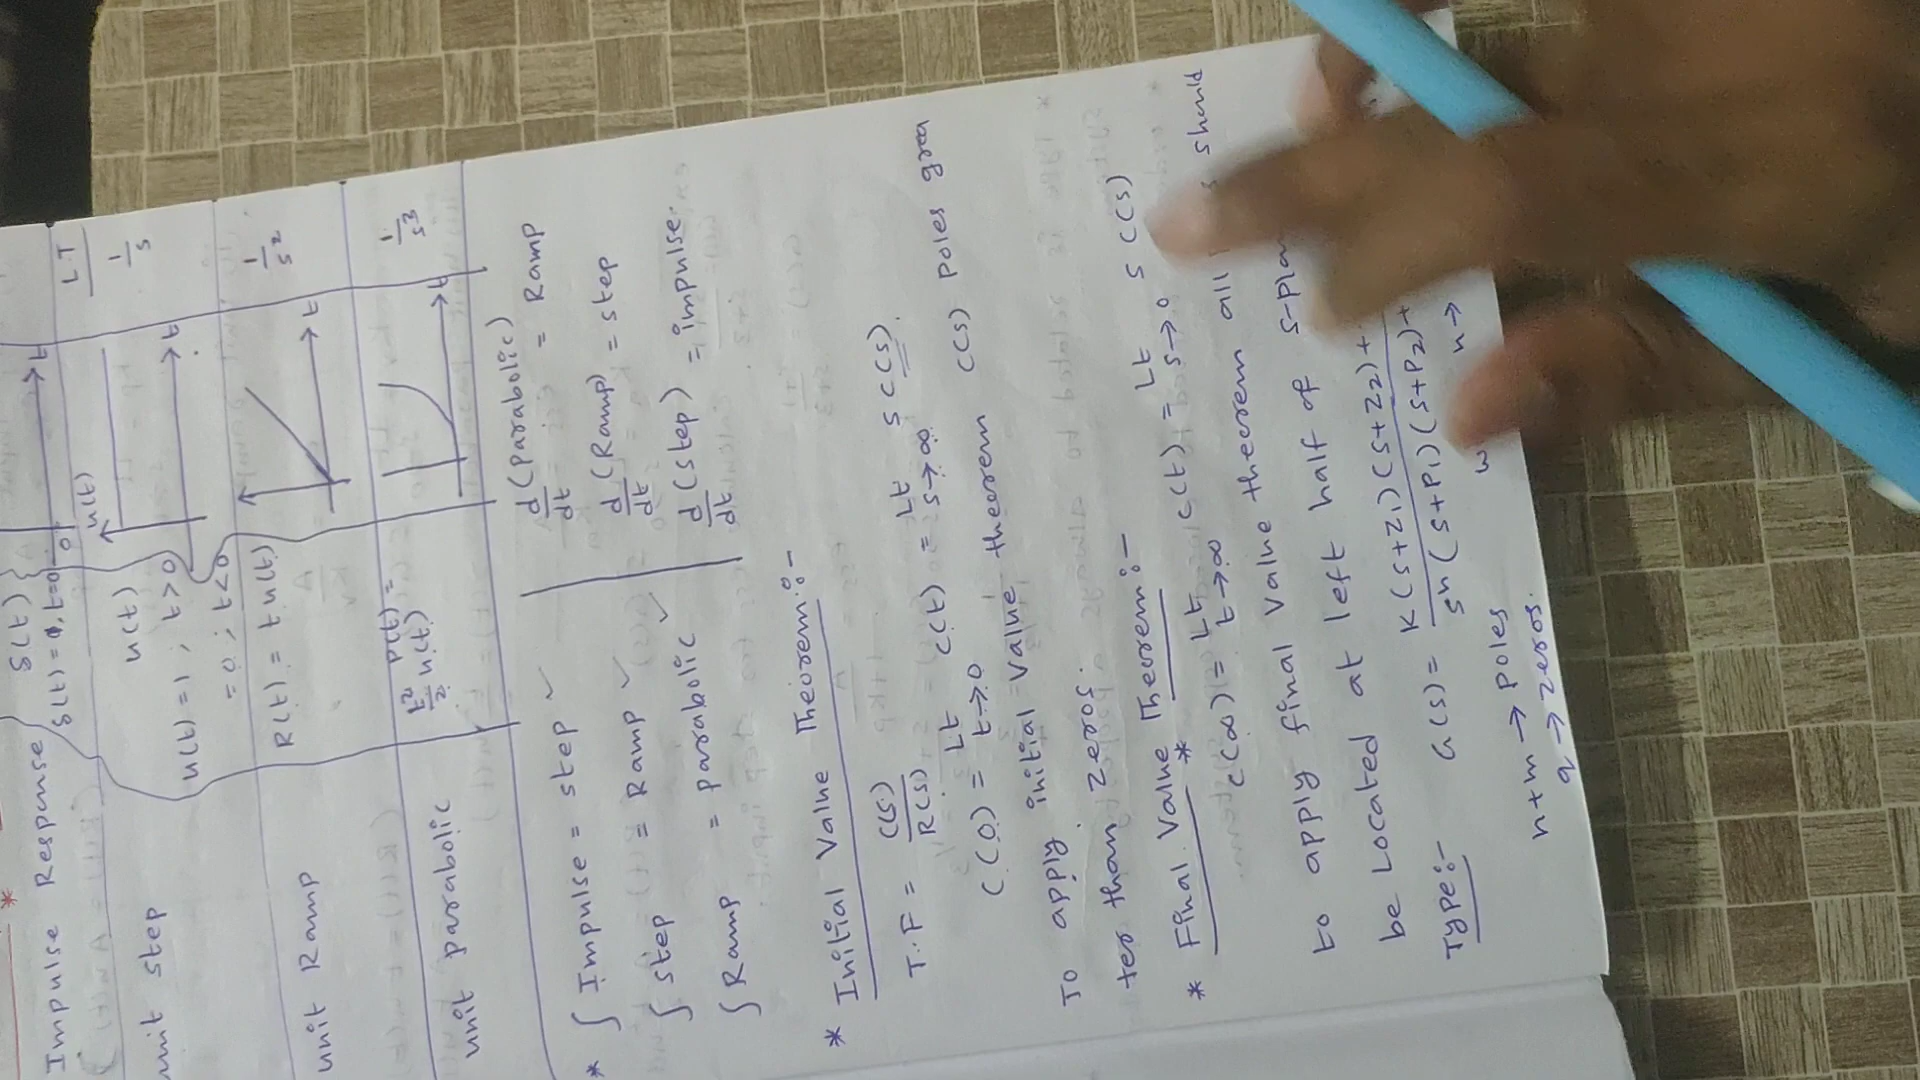 δ(t) }
Impulse Response δ(t) = 0, t=0 0 t L.T
unit step u(t) u(t) 1/s
u(t) = 1 ; t>0 t
= 0 ; t<0
unit Ramp R(t) = t u(t) t 1/s²
unit parabolic P(t) = t²/2 u(t) t 1/s³
* ∫ Impulse = step ✓ d/dt (parabolic) = Ramp
∫ step = Ramp ✓ d/dt (Ramp) = step
∫ Ramp = parabolic ✓ d/dt (step) = impulse.
* Initial Value Theorem:-
T.F = C(s)/R(s)
C(0) = Lt t→0 c(t) = Lt s→∞ s C(s).
To apply initial value theorem C(s) poles grea
ter than zeros.
* Final Value Theorem:-
* c(∞) = Lt t→∞ c(t) = Lt s→0 s C(s)
to apply final value theorem all should
be Located at left half of s-pla
Type:- G(s) = K(s+z1)(s+z2)+ / sⁿ(s+p1)(s+p2)+
n+m → poles n→
q → zeros.